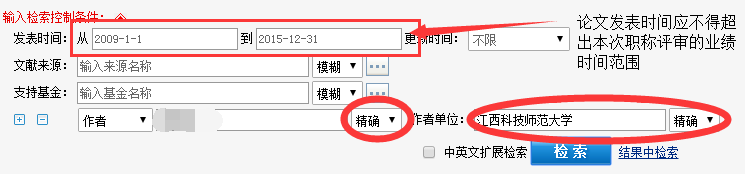 输入检索控制条件：
发表时间：从 2009-1-1 到 2015-12-31 更新时间： 不限
论文发表时间应不得超出本次职称评审的业绩时间范围
文献来源： 输入来源名称 模糊 ...
支持基金： 输入基金名称 模糊 ...
作者 精确 作者单位： 江西科技师范大学 精确
中英文扩展检索 检 索 结果中检索